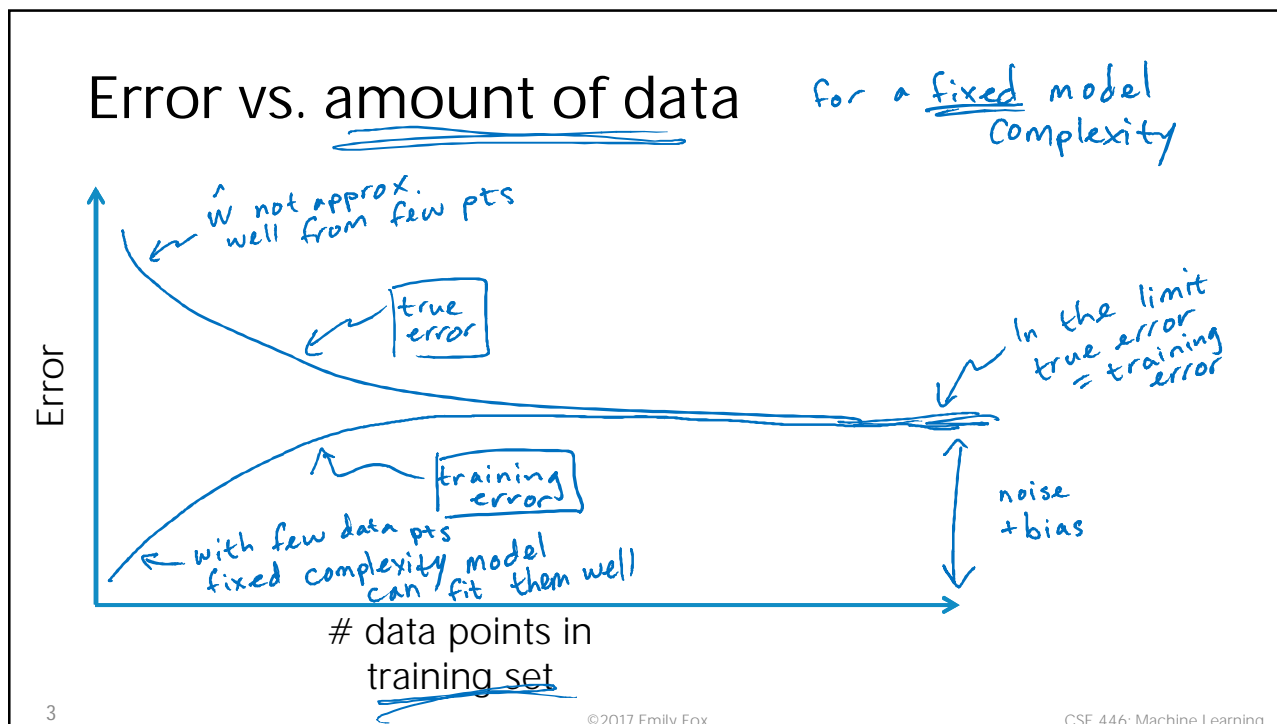 Error vs. amount of data
for a fixed model
complexity
ŵ not approx.
well from few pts
true
error
In the limit
true error
= training
error
Error
training
error
noise
+bias
with few data pts
fixed complexity model
can fit them well
# data points in
training set
3
©2017 Emily Fox
CSE 446: Machine Learning